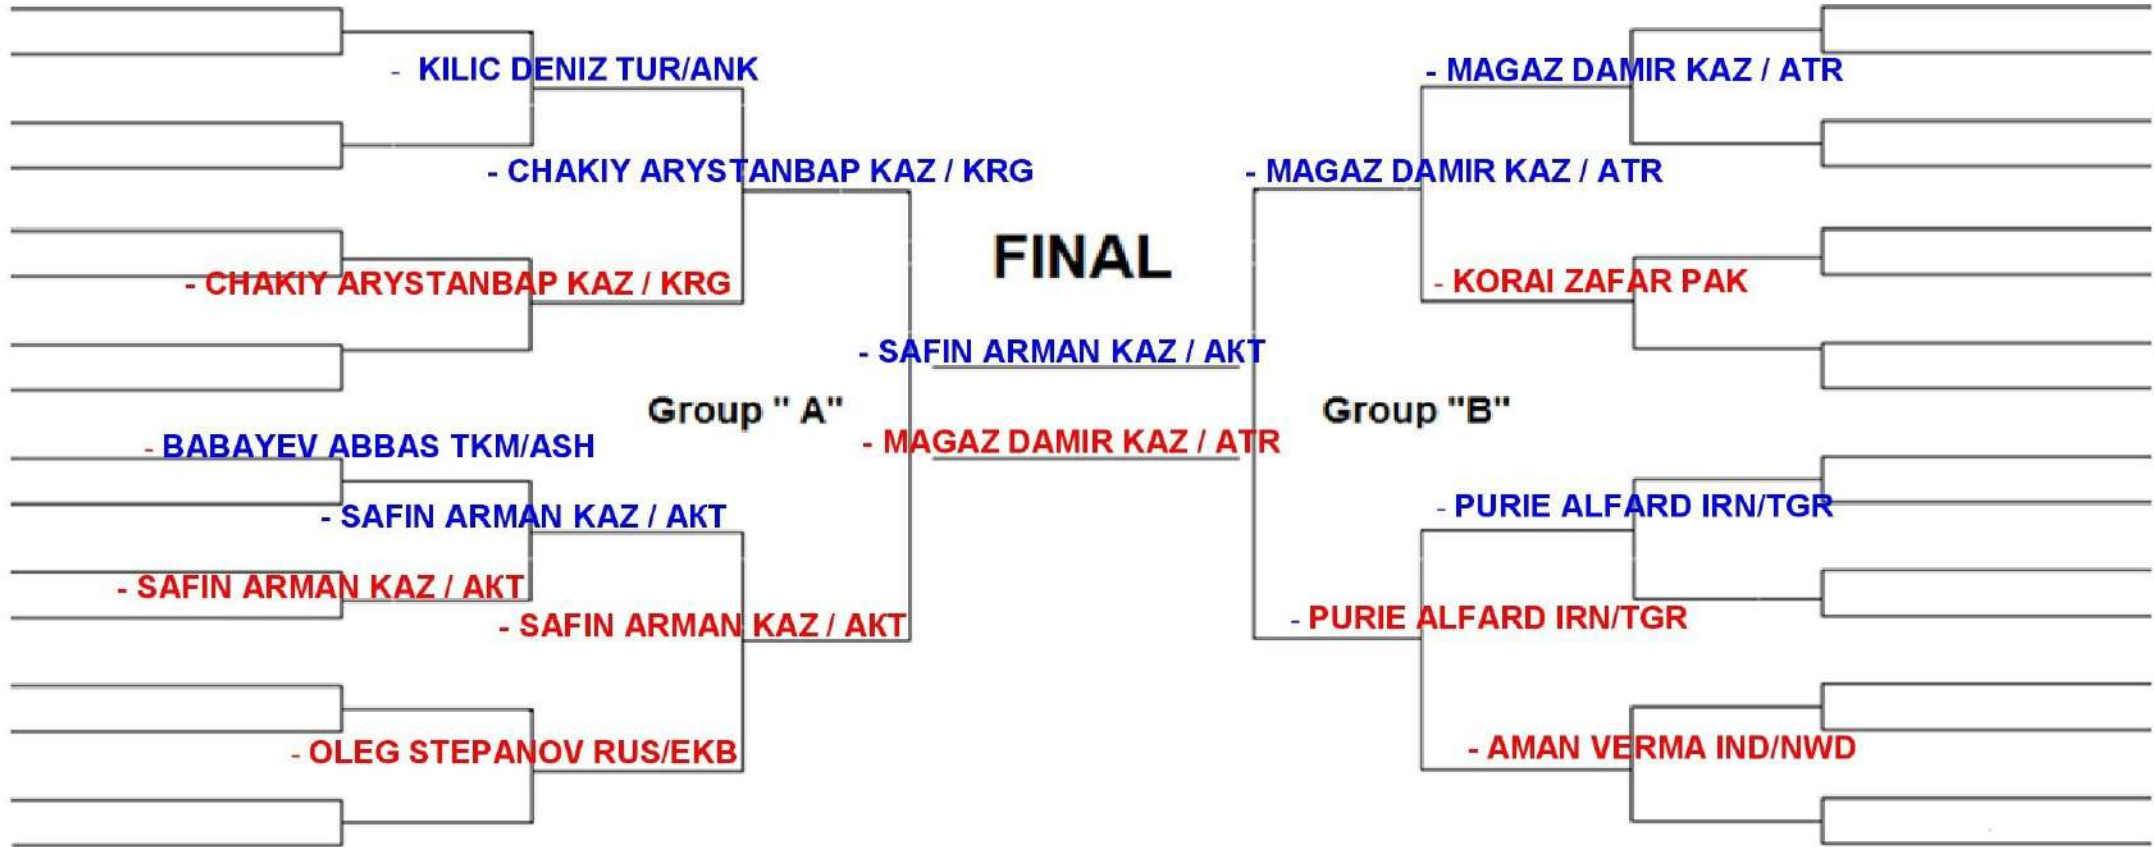 - KILIC DENIZ TUR/ANK
- CHAKIY ARYSTANBAP KAZ / KRG
- CHAKIY ARYSTANBAP KAZ / KRG
- BABAYEV ABBAS TKM/ASH
- SAFIN ARMAN KAZ / AKT
- SAFIN ARMAN KAZ / AKT
- SAFIN ARMAN KAZ / AKT
- OLEG STEPANOV RUS/EKB
Group " A"
FINAL
- SAFIN ARMAN KAZ / AKT
- MAGAZ DAMIR KAZ / ATR
Group "B"
- MAGAZ DAMIR KAZ / ATR
- MAGAZ DAMIR KAZ / ATR
- KORAI ZAFAR PAK
- PURIE ALFARD IRN/TGR
- PURIE ALFARD IRN/TGR
- AMAN VERMA IND/NWD